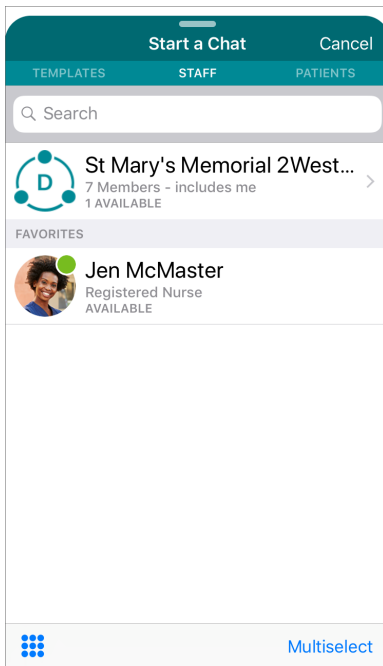 Start a Chat
Cancel
TEMPLATES
STAFF
PATIENTS
Search
D
St Mary's Memorial 2West...
7 Members - includes me
1 AVAILABLE
FAVORITES
Jen McMaster
Registered Nurse
AVAILABLE
Multiselect